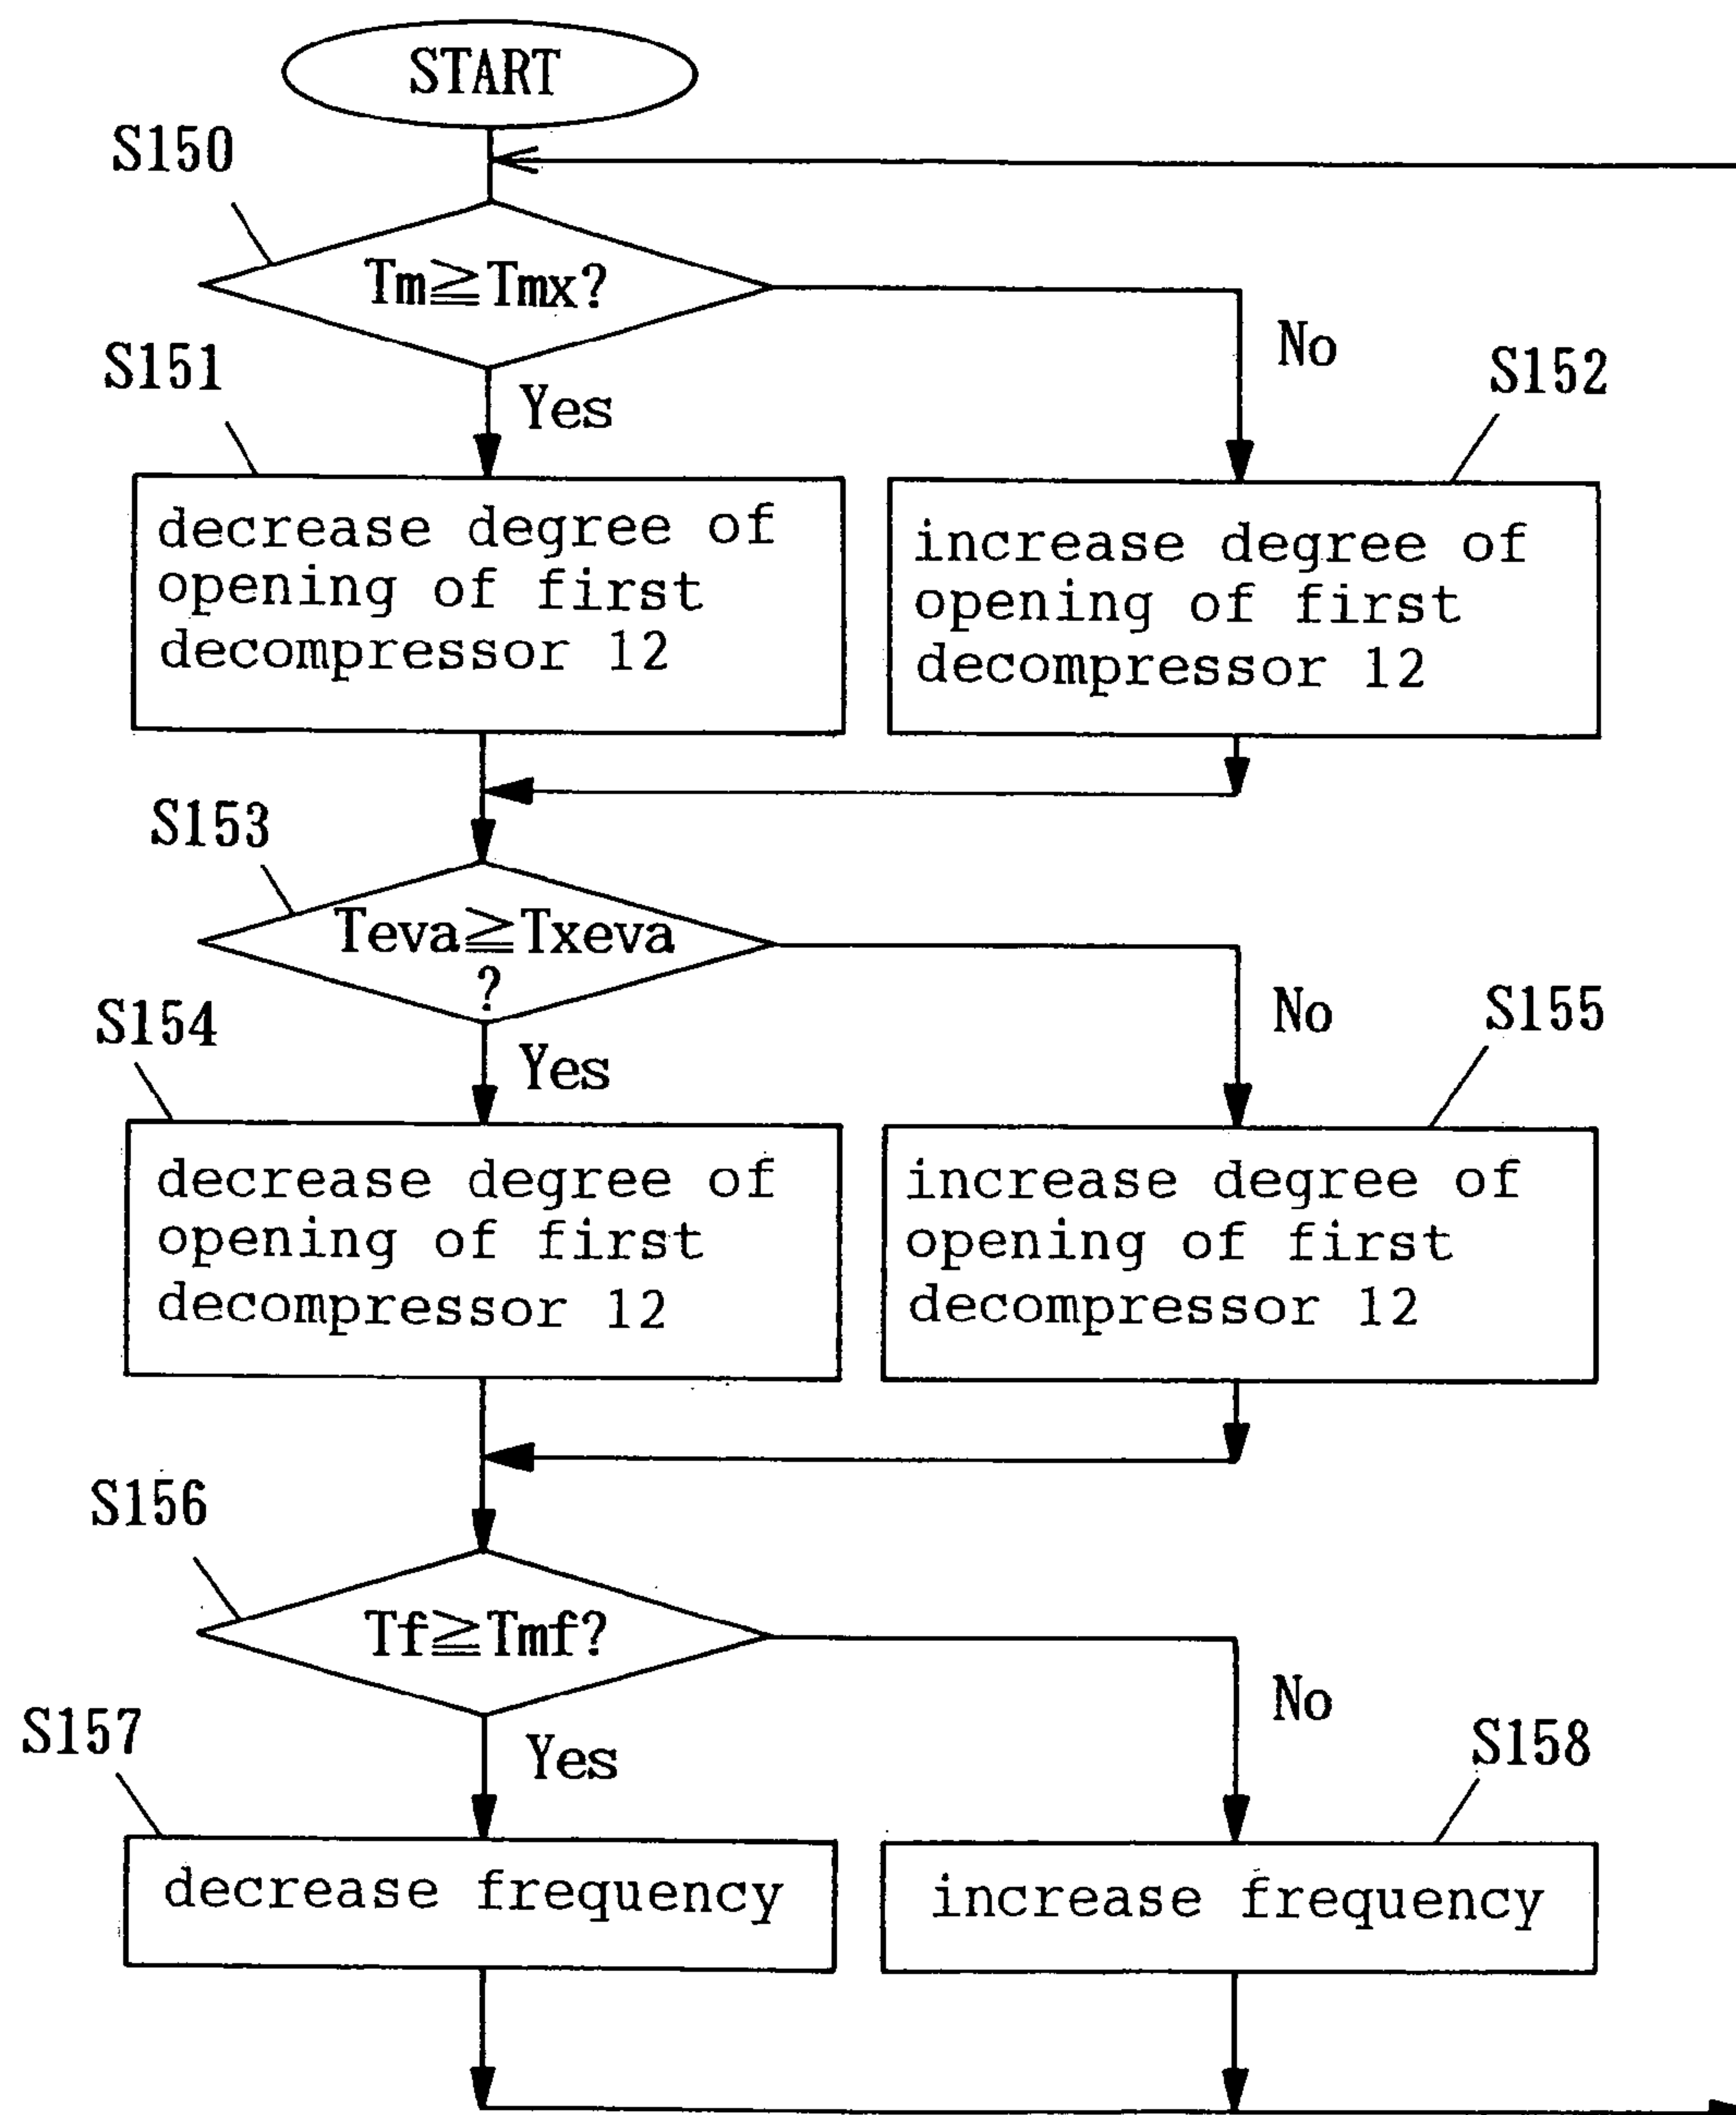 START
S150
Tm≧Tmx?
S151
Yes
No
S152
decrease degree of
opening of first
decompressor 12
increase degree of
opening of first
decompressor 12
S153
Teva≧Txeva
?
S154
Yes
No
S155
decrease degree of
opening of first
decompressor 12
increase degree of
opening of first
decompressor 12
S156
Tf≧Tmf?
S157
Yes
No
S158
decrease frequency
increase frequency